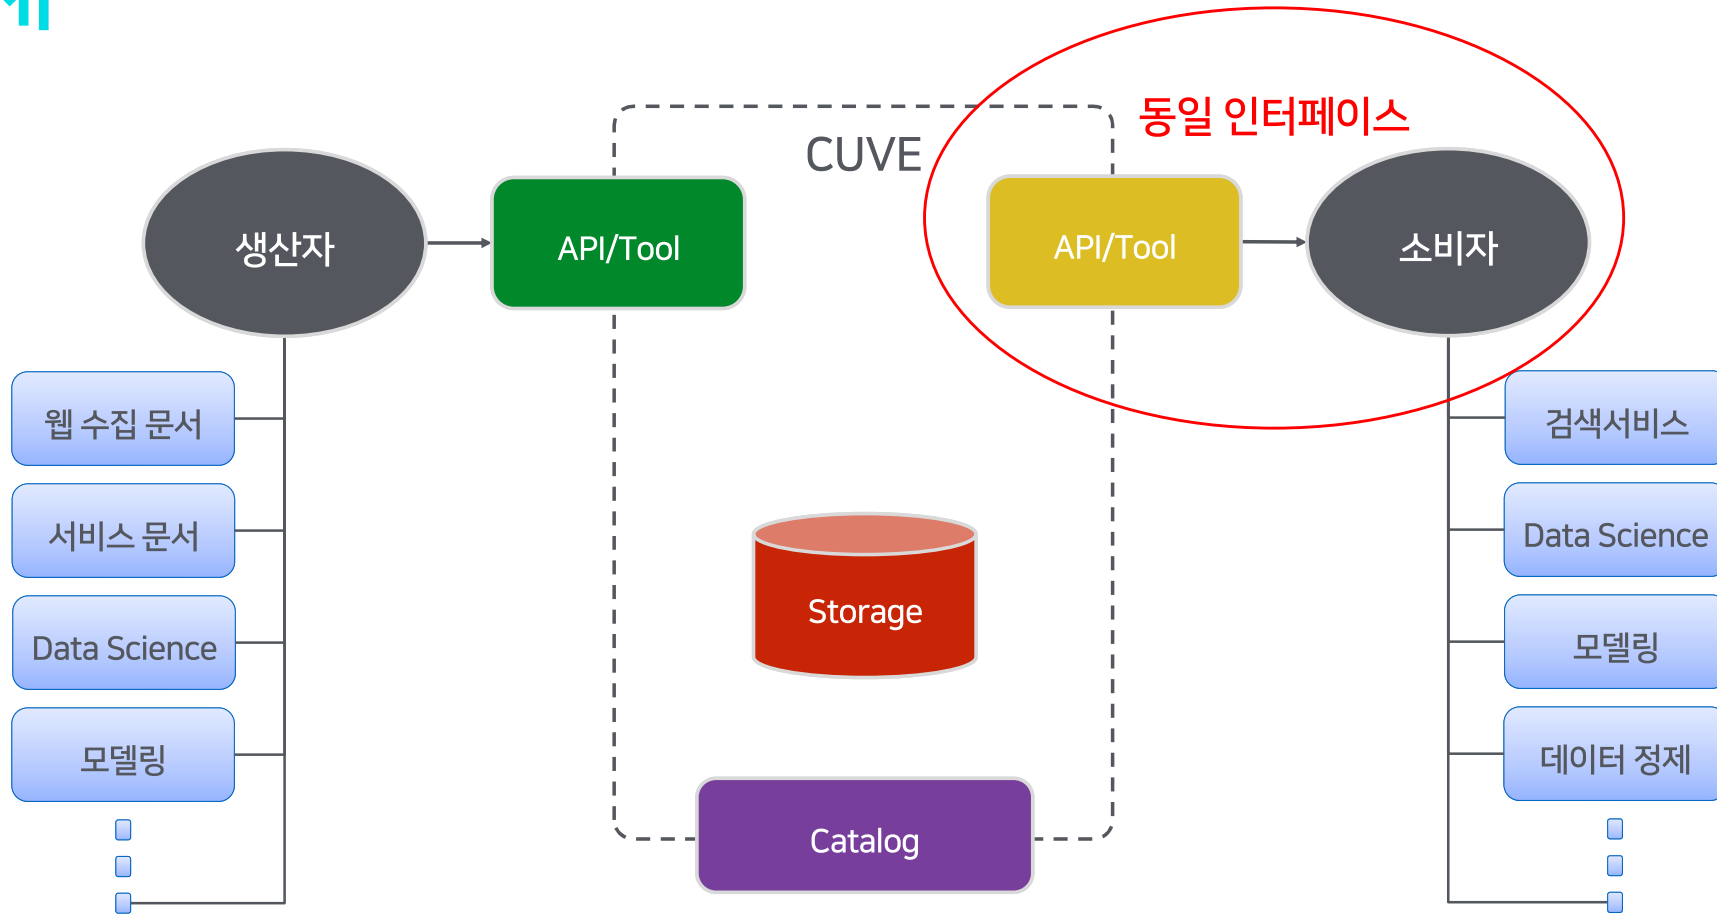 동일 인터페이스
CUVE
생산자
API/Tool
API/Tool
소비자
웹 수집 문서
서비스 문서
Data Science
모델링
Storage
Catalog
검색서비스
Data Science
모델링
데이터 정제